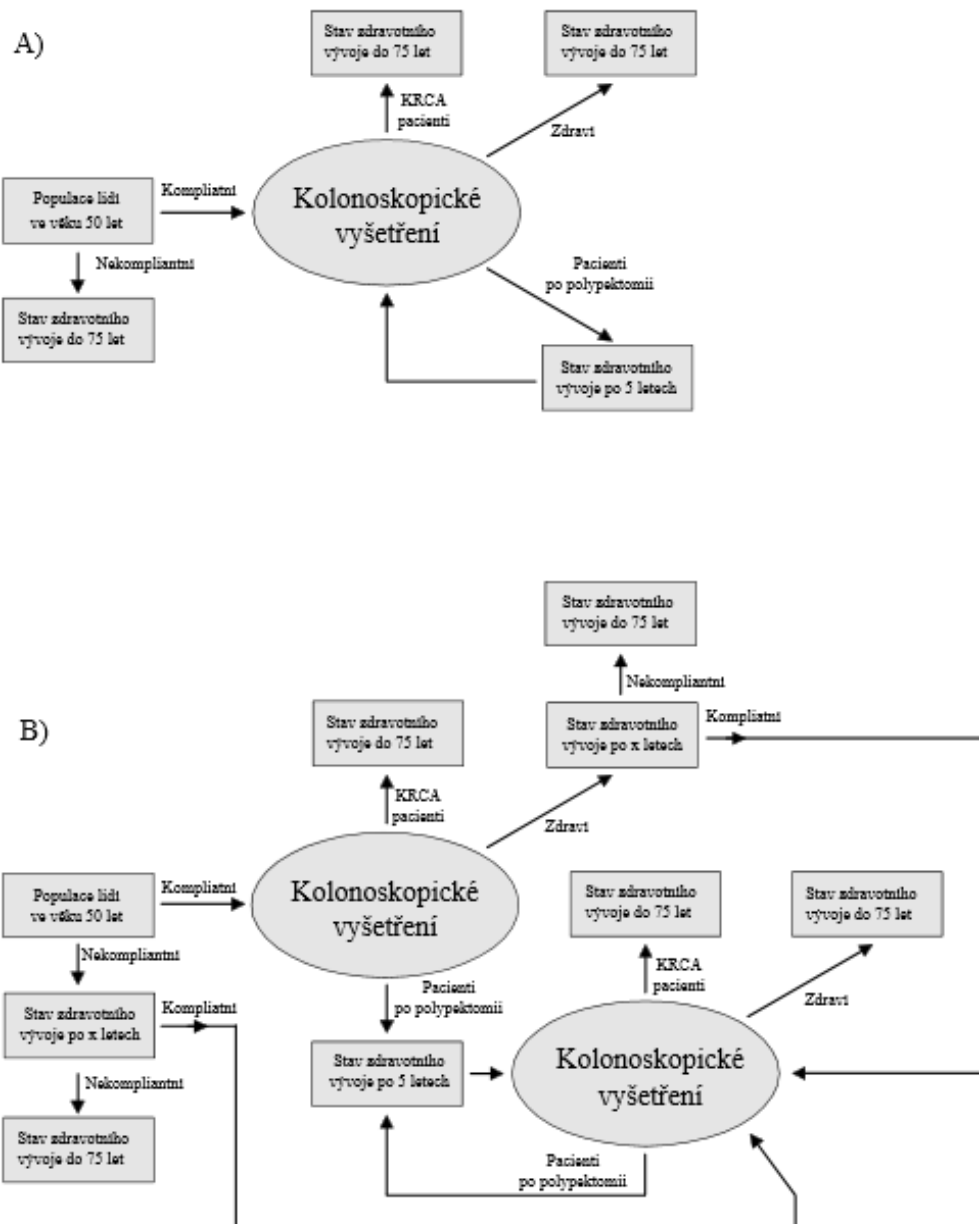 A)
Stav zdravotního
vývoje do 75 let
Stav zdravotního
vývoje do 75 let
KRCA
pacienti
Zdraví
Populace lidí
ve věku 50 let
Kompliatní
Kolonoskopické
vyšetření
Nekompliantní
Pacienti
po polypektomii
Stav zdravotního
vývoje do 75 let
Stav zdravotního
vývoje po 5 letech
B)
Stav zdravotního
vývoje do 75 let
Nekompliantní
Stav zdravotního
vývoje do 75 let
Stav zdravotního
vývoje po x letech
Kompliatní
KRCA
pacienti
Zdraví
Populace lidí
ve věku 50 let
Kompliatní
Kolonoskopické
vyšetření
Stav zdravotního
vývoje do 75 let
Stav zdravotního
vývoje do 75 let
Nekompliantní
KRCA
pacienti
Zdraví
Pacienti
po polypektomii
Stav zdravotního
vývoje po x letech
Kompliatní
Stav zdravotního
vývoje po 5 letech
Kolonoskopické
vyšetření
Nekompliantní
Stav zdravotního
vývoje do 75 let
Pacienti
po polypektomii